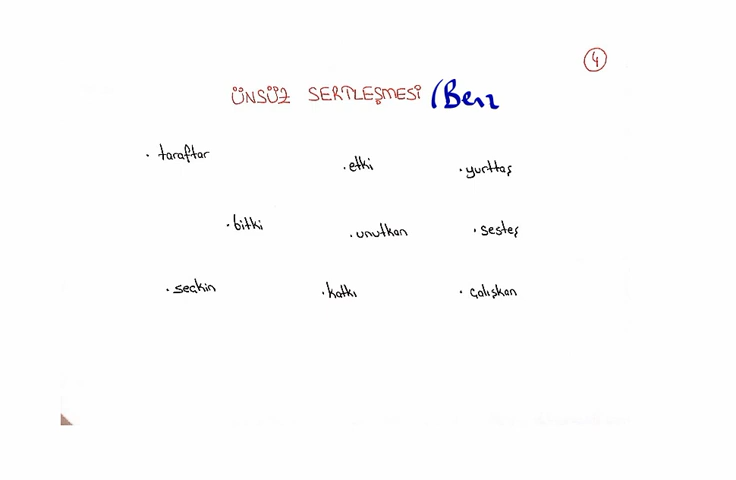 4
ÜNSÜZ SERTLEŞMESİ (Benz
· taraftar · etki · yurttaş
· bitki · unutkan · sesteş
· seçkin · katkı · çalışkan